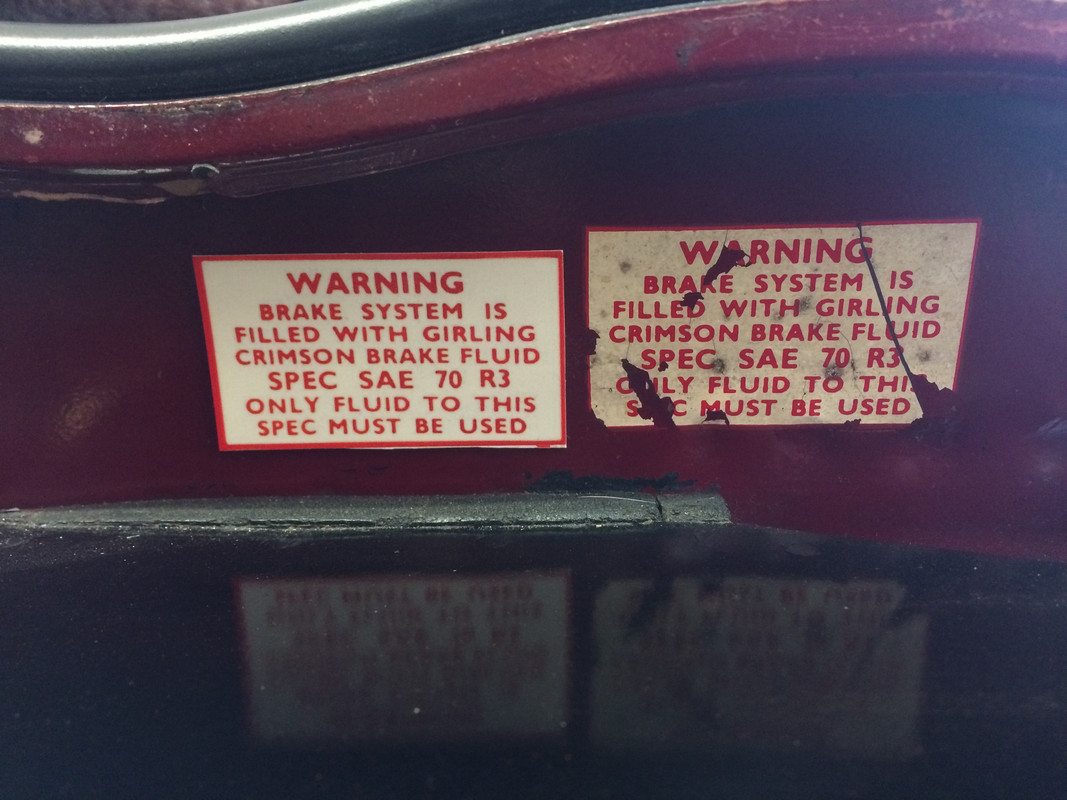 WARNING
BRAKE SYSTEM IS
FILLED WITH GIRLING
CRIMSON BRAKE FLUID
SPEC SAE 70 R3
ONLY FLUID TO THIS
SPEC MUST BE USED
WARNING
BRAKE SYSTEM IS
FILLED WITH GIRLING
CRIMSON BRAKE FLUID
SPEC SAE 70 R3
ONLY FLUID TO THIS
SPEC MUST BE USED